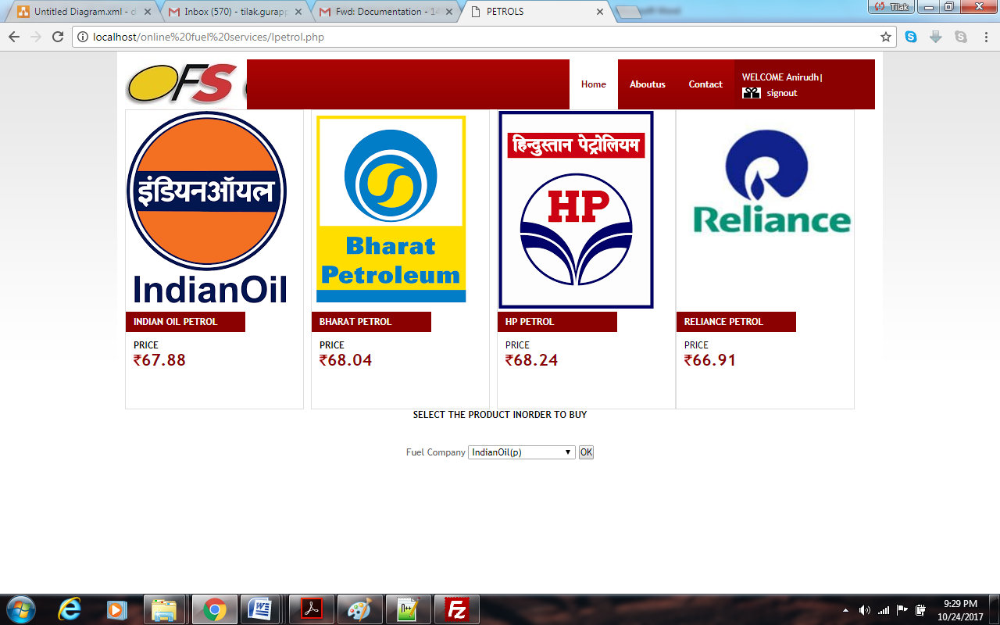 Untitled Diagram.xml - d
Inbox (570) - tilak.gurapp
Fwd: Documentation - 14
PETROLS
Tilak
localhost/online%20fuel%20services/lpetrol.php
OFS
Home
Aboutus
Contact
WELCOME Anirudh|
signout
इंडियनऑयल
IndianOil
Bharat
Petroleum
हिन्दुस्तान पेट्रोलियम
HP
Reliance
INDIAN OIL PETROL
BHARAT PETROL
HP PETROL
RELIANCE PETROL
PRICE
₹67.88
PRICE
₹68.04
PRICE
₹68.24
PRICE
₹66.91
SELECT THE PRODUCT INORDER TO BUY
Fuel Company IndianOil(p) OK
9:29 PM
10/24/2017